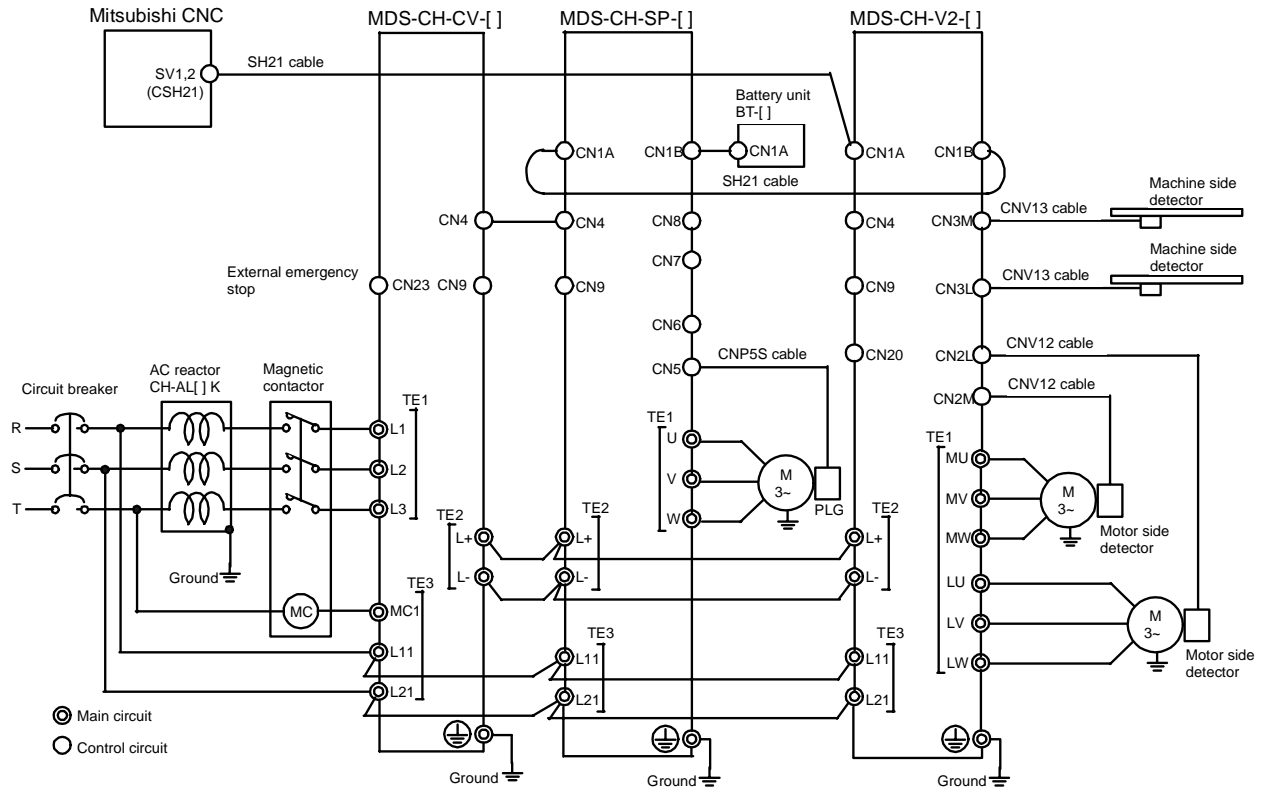 Mitsubishi CNC
MDS-CH-CV-[ ]
MDS-CH-SP-[ ]
MDS-CH-V2-[ ]
SV1,2
(CSH21)
SH21 cable
Battery unit
BT-[ ]
CN1A
CN1B
CN1A
CN1A
CN1B
SH21 cable
Machine side
detector
CNV13 cable
CN4
CN4
CN8
CN4
CN3M
Machine side
detector
CN7
CNV13 cable
External emergency
stop
CN23
CN9
CN9
CN9
CN3L
CN6
CNV12 cable
CNP5S cable
CN20
CN2L
CN5
CNV12 cable
CN2M
Circuit breaker
AC reactor
CH-AL[ ] K
Magnetic
contactor
TE1
TE1
TE1
R
L1
U
MU
S
L2
V
M
3~
M
3~
MV
T
L3
W
PLG
MW
Motor side
detector
TE2
TE2
TE2
L+
L+
L+
Ground
L-
L-
L-
LU
TE3
MC
MC1
LV
M
3~
TE3
TE3
L11
L11
L11
LW
Motor side
detector
L21
L21
L21
Main circuit
Control circuit
Ground
Ground
Ground